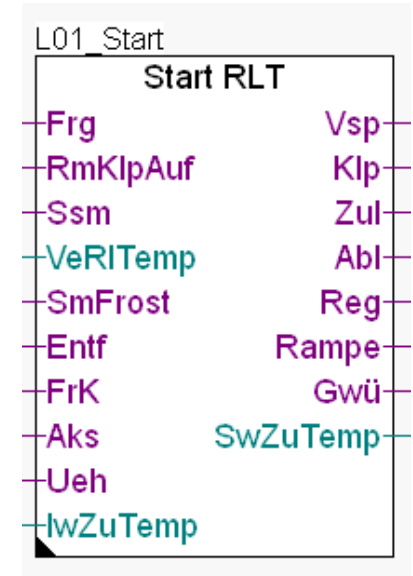 L01_Start
Start RLT
Frg Vsp
RmKlpAuf Klp
Ssm Zul
VeRlTemp Abl
SmFrost Reg
Entf Rampe
FrK Gwü
Aks SwZuTemp
Ueh
IwZuTemp